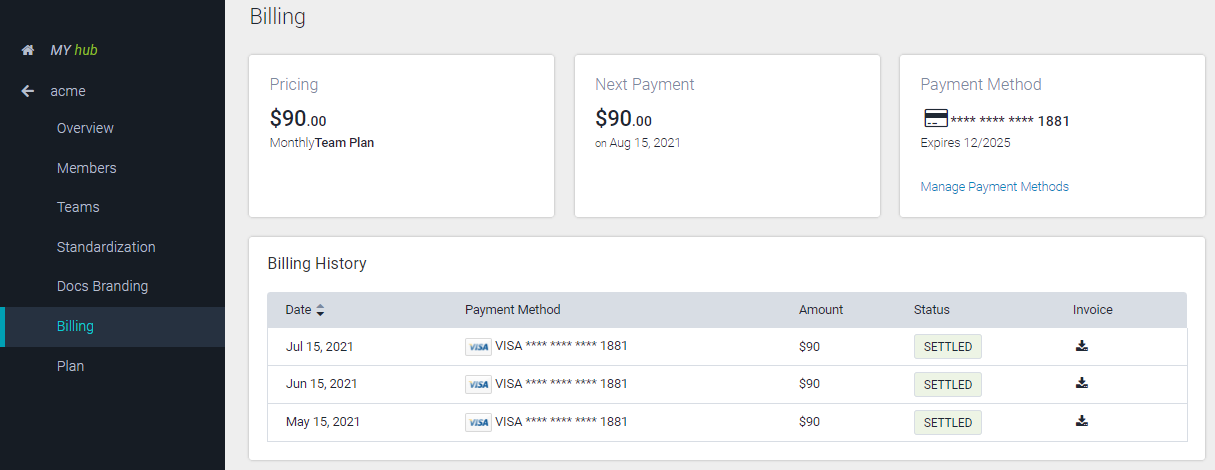 MY hub
acme
Overview
Members
Teams
Standardization
Docs Branding
Billing
Plan
Billing
Pricing
$90.00
MonthlyTeam Plan
Next Payment
$90.00
on Aug 15, 2021
Payment Method
**** **** **** 1881
Expires 12/2025
Manage Payment Methods
Billing History
Date Payment Method Amount Status Invoice
Jul 15, 2021 VISA VISA **** **** **** 1881 $90 SETTLED
Jun 15, 2021 VISA VISA **** **** **** 1881 $90 SETTLED
May 15, 2021 VISA VISA **** **** **** 1881 $90 SETTLED